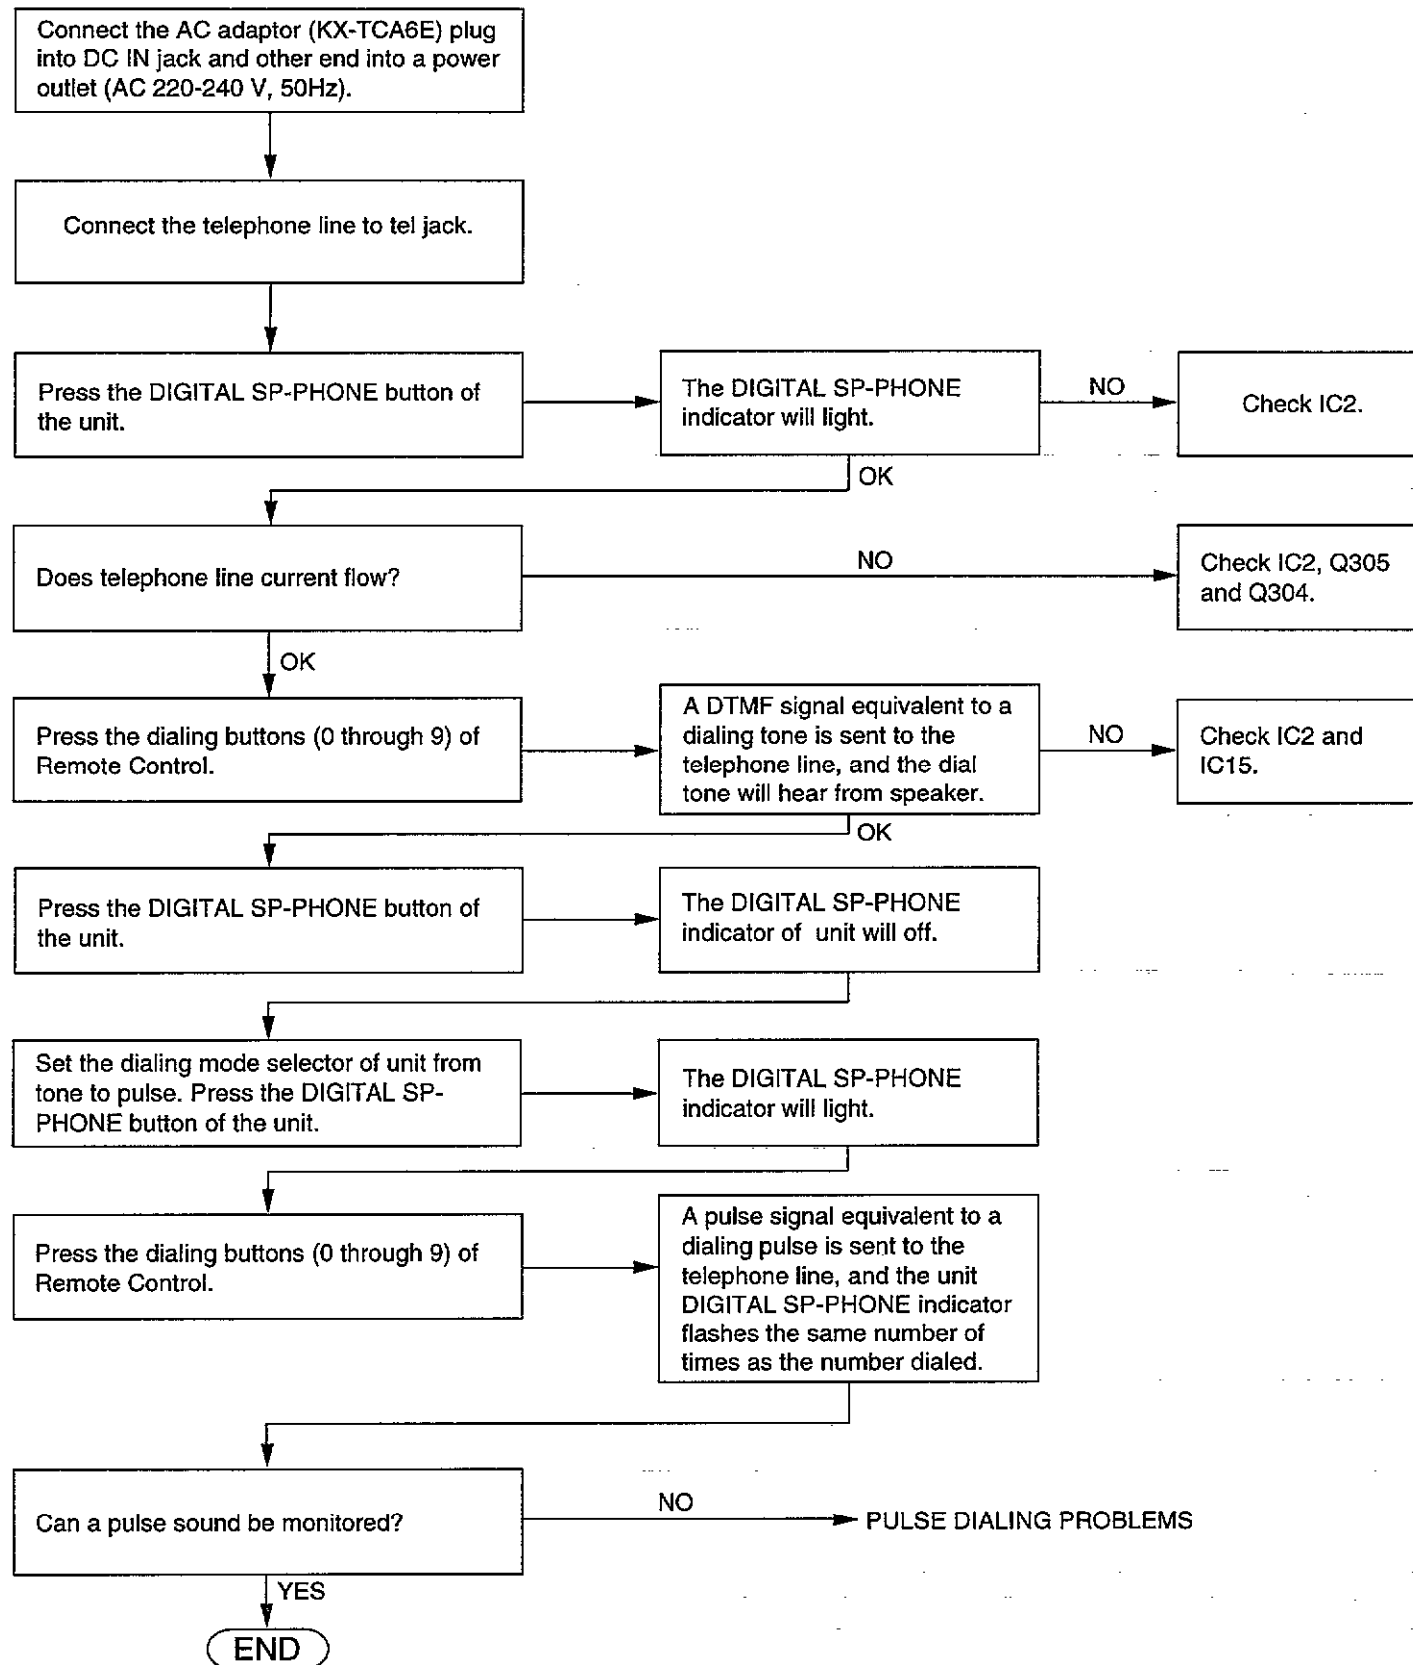 Connect the AC adaptor (KX-TCA6E) plug
into DC IN jack and other end into a power
outlet (AC 220-240 V, 50Hz).
Connect the telephone line to tel jack.
Press the DIGITAL SP-PHONE button of
the unit.
The DIGITAL SP-PHONE
indicator will light.
NO
Check IC2.
OK
Does telephone line current flow?
NO
Check IC2, Q305
and Q304.
OK
Press the dialing buttons (0 through 9) of
Remote Control.
A DTMF signal equivalent to a
dialing tone is sent to the
telephone line, and the dial
tone will hear from speaker.
NO
Check IC2 and
IC15.
OK
Press the DIGITAL SP-PHONE button of
the unit.
The DIGITAL SP-PHONE
indicator of unit will off.
Set the dialing mode selector of unit from
tone to pulse. Press the DIGITAL SP-
PHONE button of the unit.
The DIGITAL SP-PHONE
indicator will light.
Press the dialing buttons (0 through 9) of
Remote Control.
A pulse signal equivalent to a
dialing pulse is sent to the
telephone line, and the unit
DIGITAL SP-PHONE indicator
flashes the same number of
times as the number dialed.
Can a pulse sound be monitored?
NO
PULSE DIALING PROBLEMS
YES
END